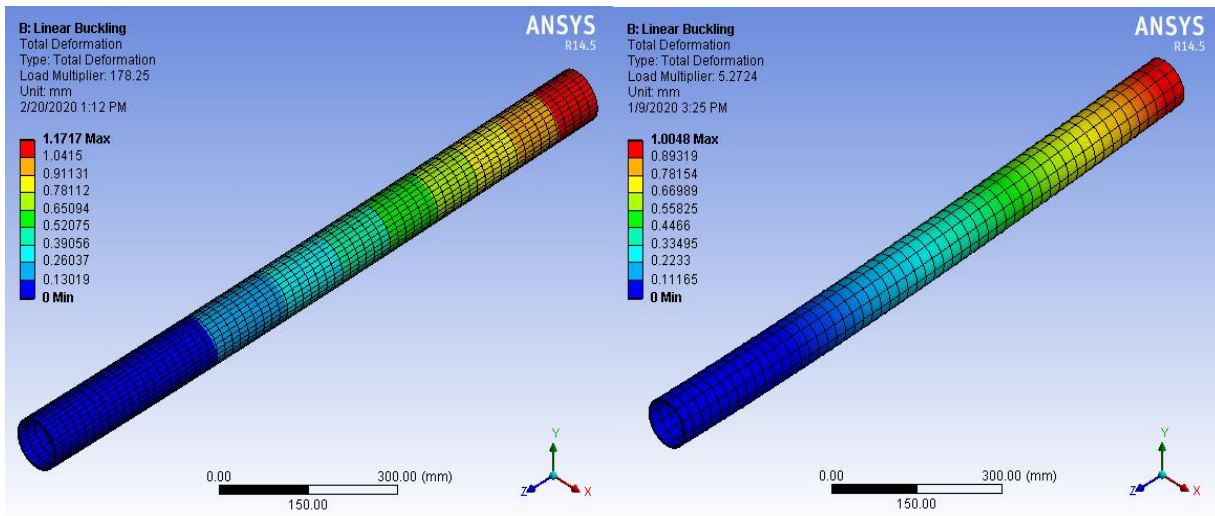 B: Linear Buckling
Total Deformation
Type: Total Deformation
Load Multiplier: 178.25
Unit: mm
2/20/2020 1:12 PM
ANSYS
R14.5
1.1717 Max
1.0415
0.91131
0.78112
0.65094
0.52075
0.39056
0.26037
0.13019
0 Min
0.00
300.00 (mm)
150.00
Y
Z
X
B: Linear Buckling
Total Deformation
Type: Total Deformation
Load Multiplier: 5.2724
Unit: mm
1/9/2020 3:25 PM
ANSYS
R14.5
1.0048 Max
0.89319
0.78154
0.66989
0.55825
0.4466
0.33495
0.2233
0.11165
0 Min
0.00
300.00 (mm)
150.00
Y
Z
X